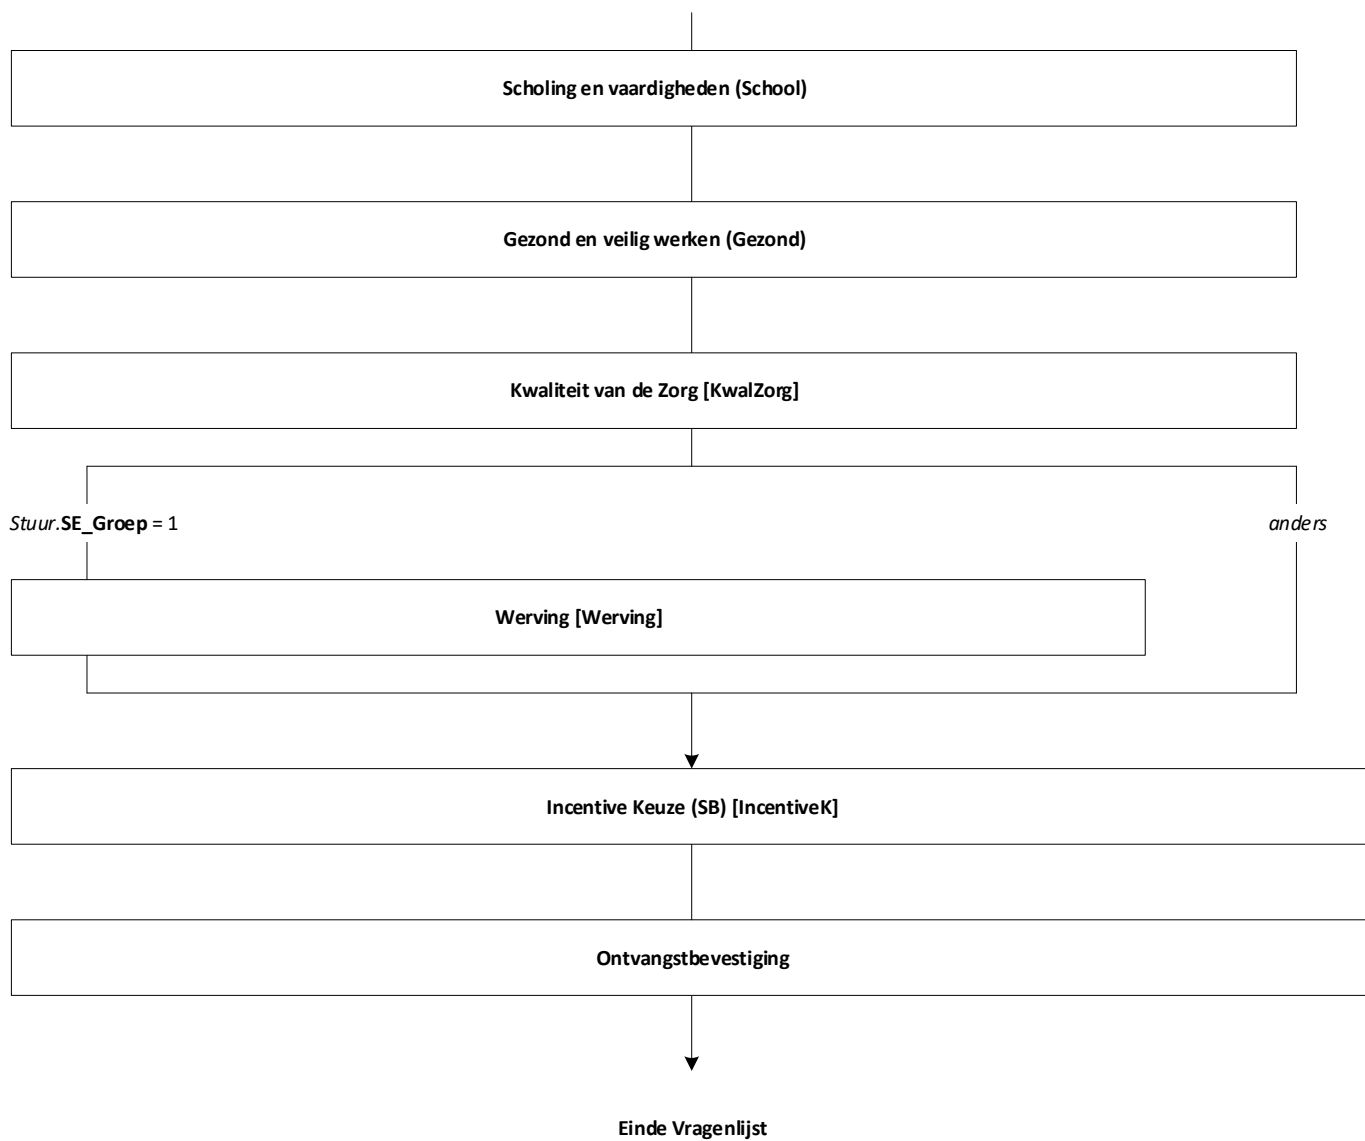 Scholing en vaardigheden (School)
Gezond en veilig werken (Gezond)
Kwaliteit van de Zorg [KwalZorg]
Stuur.SE_Groep = 1
anders
Werving [Werving]
Incentive Keuze (SB) [IncentiveK]
Ontvangstbevestiging
Einde Vragenlijst